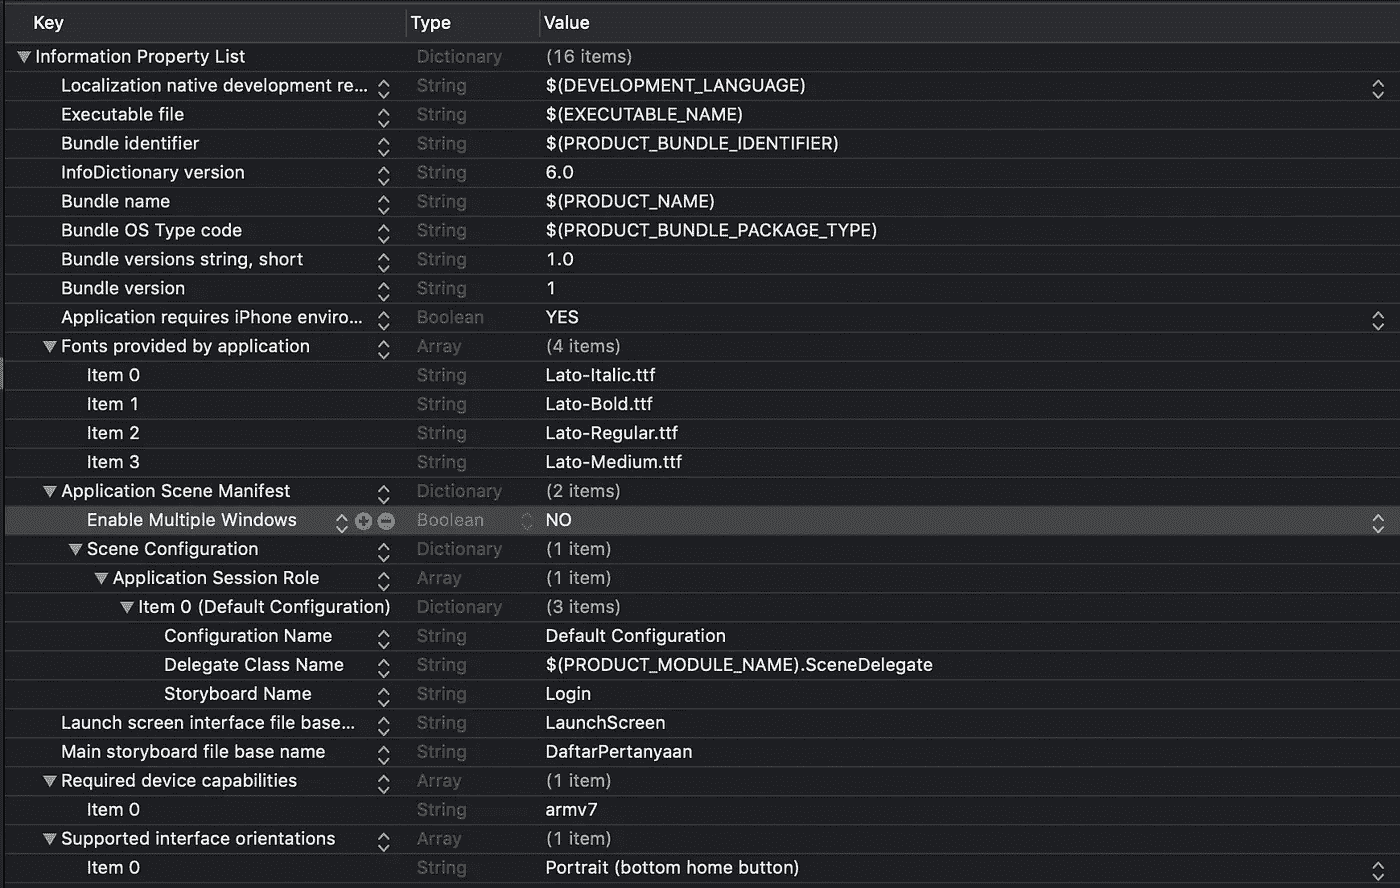 Key Type Value
Information Property List Dictionary (16 items)
Localization native development re... String $(DEVELOPMENT_LANGUAGE)
Executable file String $(EXECUTABLE_NAME)
Bundle identifier String $(PRODUCT_BUNDLE_IDENTIFIER)
InfoDictionary version String 6.0
Bundle name String $(PRODUCT_NAME)
Bundle OS Type code String $(PRODUCT_BUNDLE_PACKAGE_TYPE)
Bundle versions string, short String 1.0
Bundle version String 1
Application requires iPhone enviro... Boolean YES
Fonts provided by application Array (4 items)
Item 0 String Lato-Italic.ttf
Item 1 String Lato-Bold.ttf
Item 2 String Lato-Regular.ttf
Item 3 String Lato-Medium.ttf
Application Scene Manifest Dictionary (2 items)
Enable Multiple Windows Boolean NO
Scene Configuration Dictionary (1 item)
Application Session Role Array (1 item)
Item 0 (Default Configuration) Dictionary (3 items)
Configuration Name String Default Configuration
Delegate Class Name String $(PRODUCT_MODULE_NAME).SceneDelegate
Storyboard Name String Login
Launch screen interface file base... String LaunchScreen
Main storyboard file base name String DaftarPertanyaan
Required device capabilities Array (1 item)
Item 0 String armv7
Supported interface orientations Array (1 item)
Item 0 String Portrait (bottom home button)